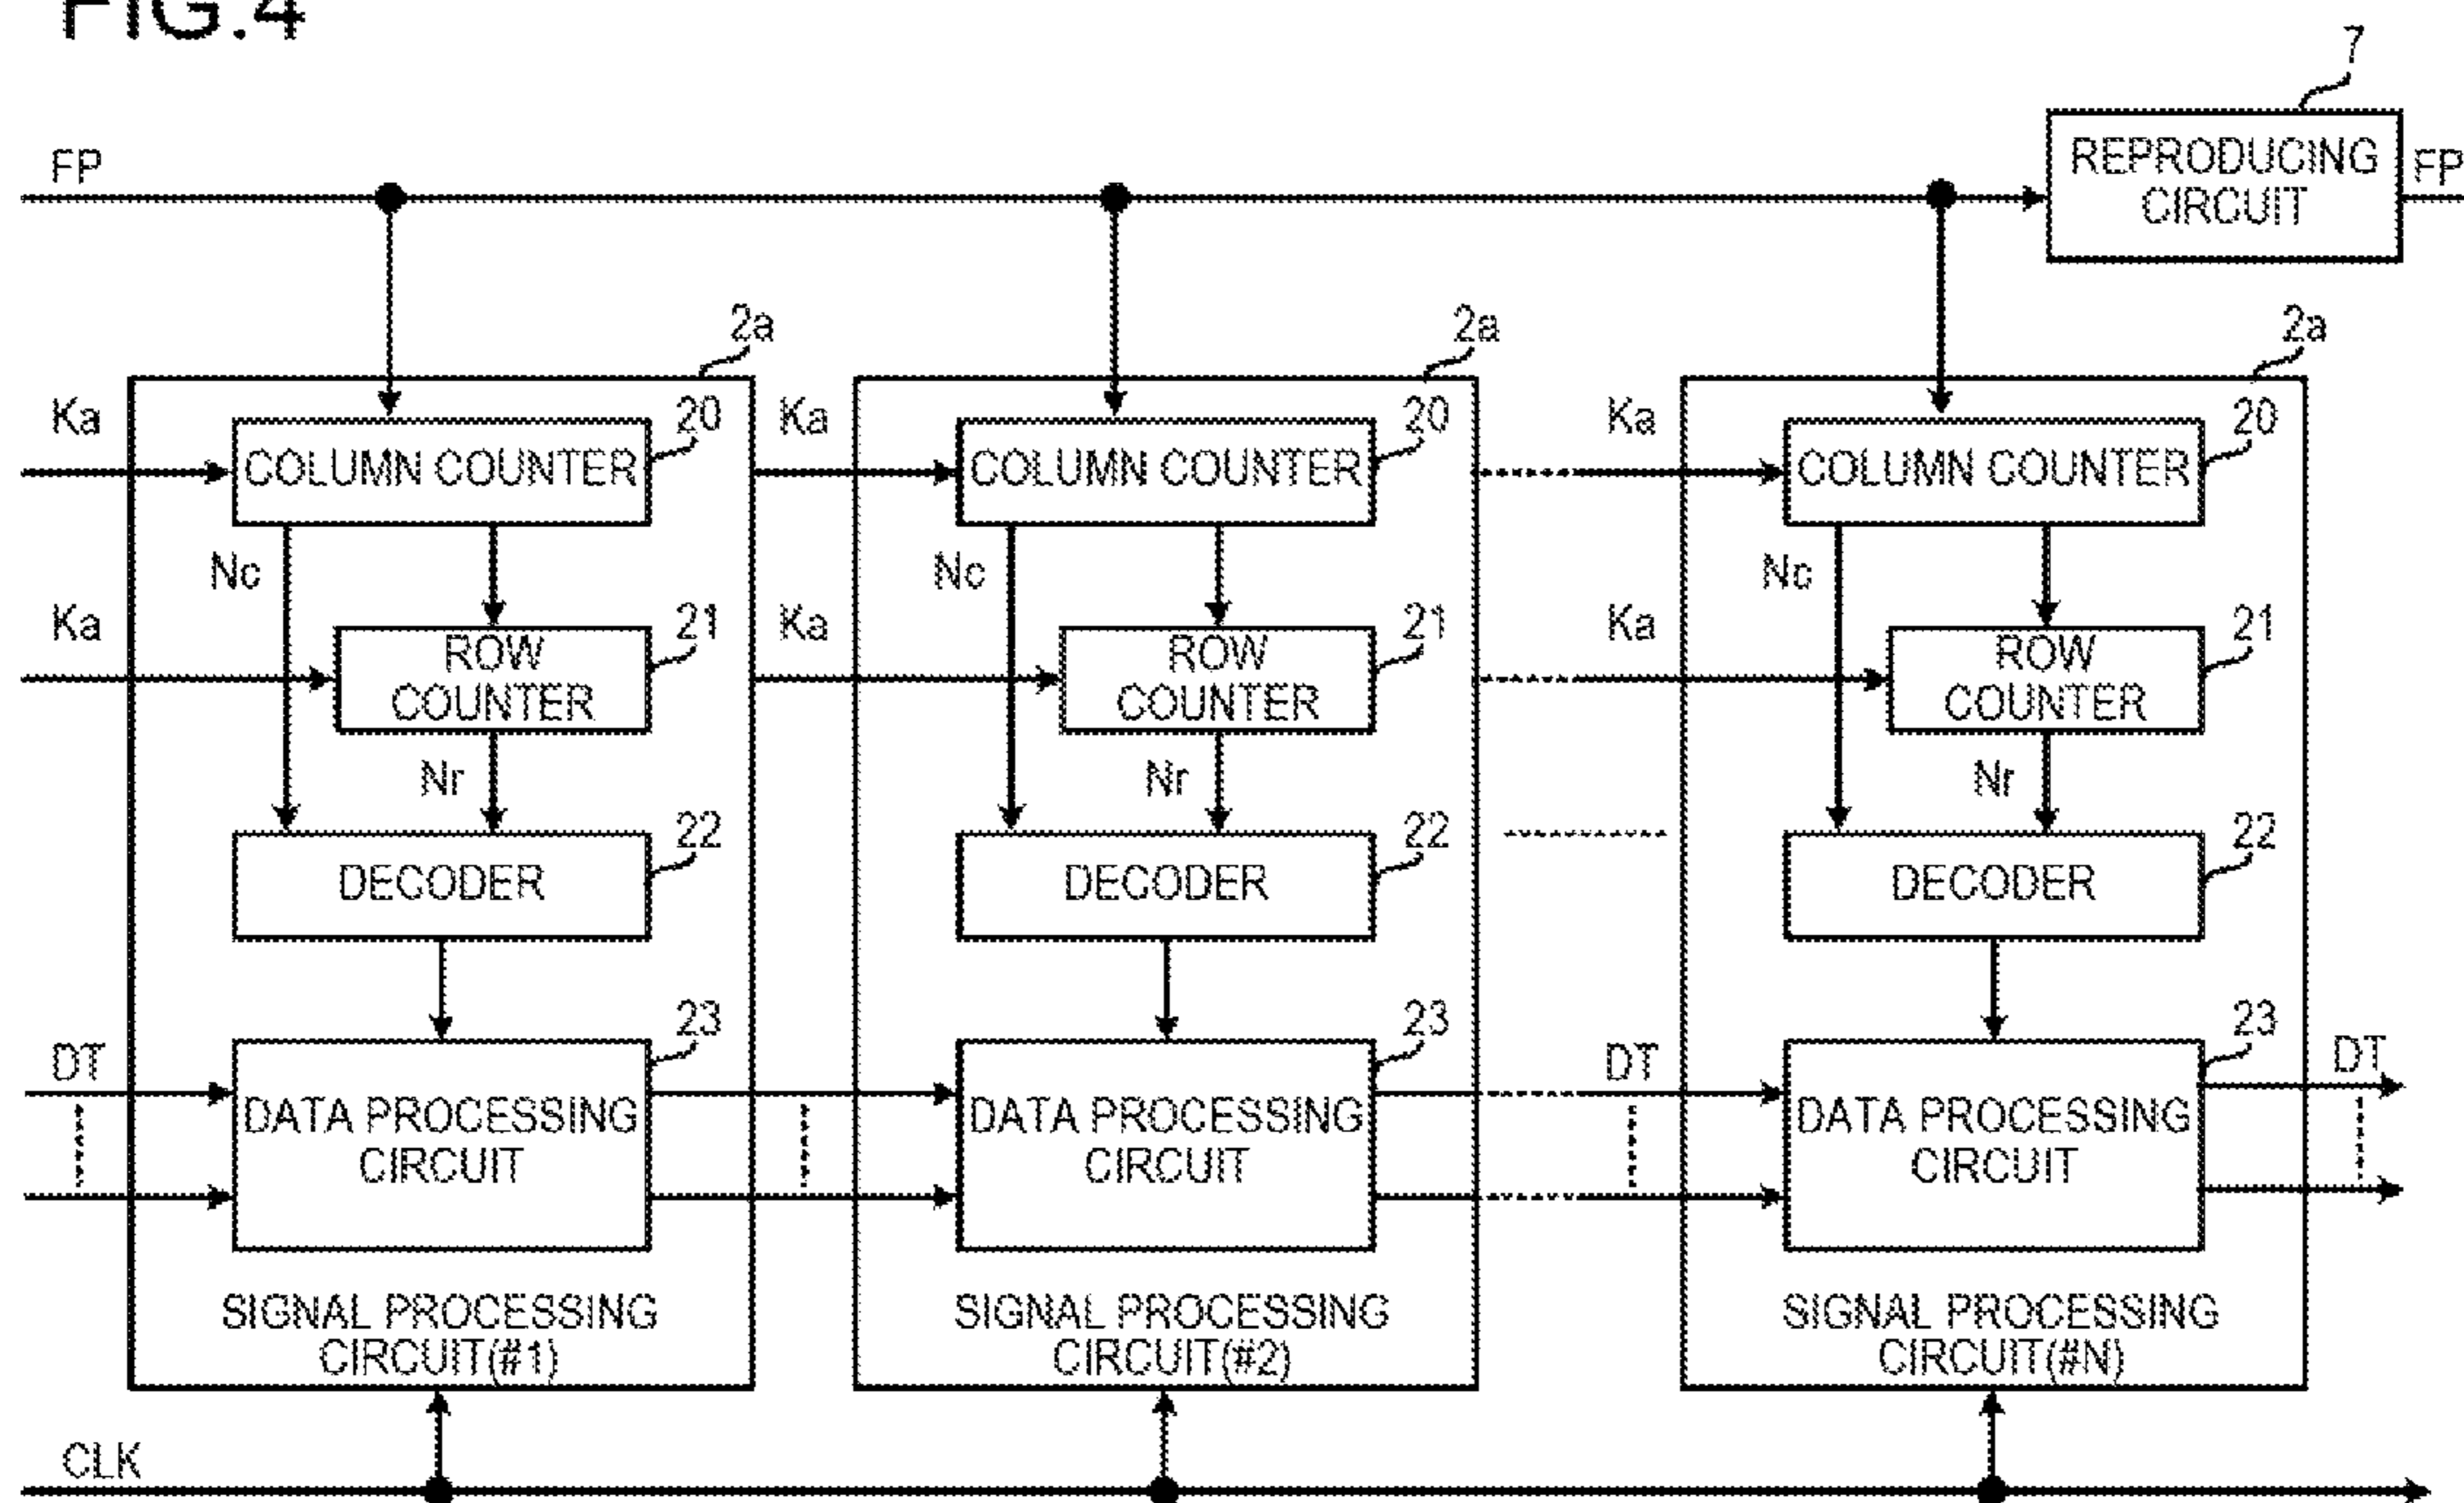 FIG.4
7
FP
REPRODUCING
CIRCUIT
FP
2a
2a
2a
Ka
20
Ka
20
Ka
20
COLUMN COUNTER
COLUMN COUNTER
COLUMN COUNTER
Nc
Nc
Nc
Ka
21
Ka
21
Ka
21
ROW
COUNTER
ROW
COUNTER
ROW
COUNTER
Nr
Nr
Nr
22
22
22
DECODER
DECODER
DECODER
23
23
23
DT
DT
DT
DATA PROCESSING
CIRCUIT
DATA PROCESSING
CIRCUIT
DATA PROCESSING
CIRCUIT
SIGNAL PROCESSING
CIRCUIT(#1)
SIGNAL PROCESSING
CIRCUIT(#2)
SIGNAL PROCESSING
CIRCUIT(#N)
CLK